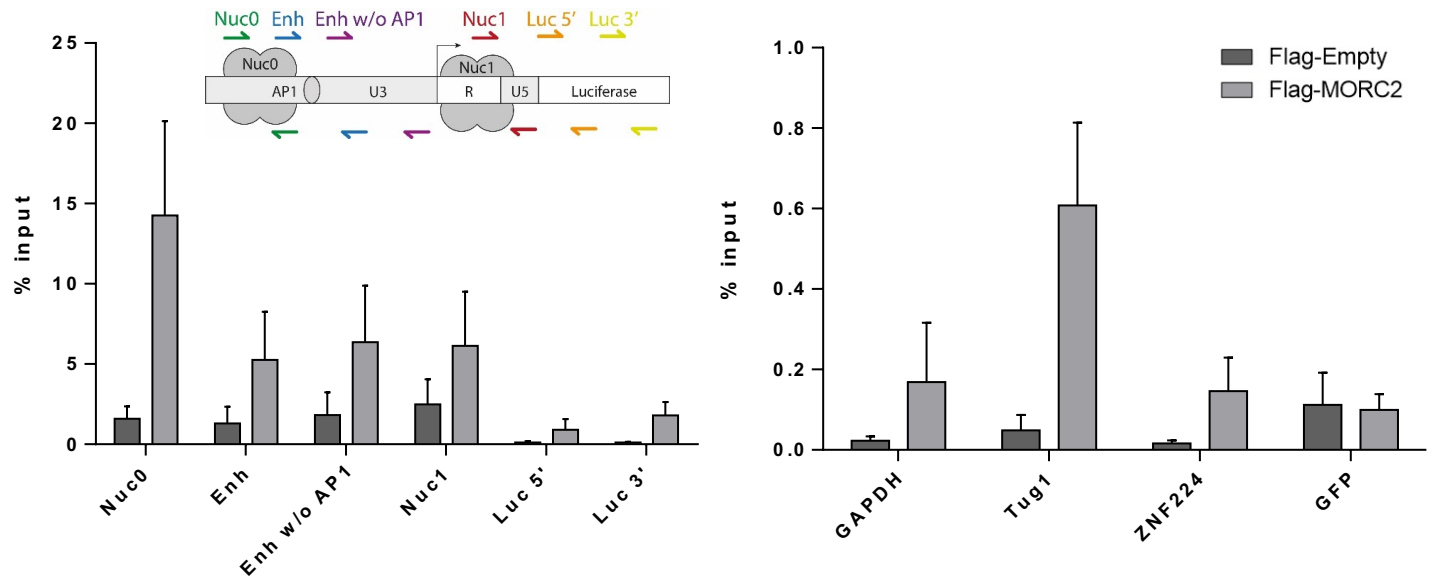 Nuc0 Enh Enh w/o AP1 Nuc1 Luc 5' Luc 3'
Nuc0 Nuc1
AP1 U3 R U5 Luciferase
25
20
15
10
5
0
% input
Nuc0
Enh
Enh w/o AP1
Nuc1
Luc 5'
Luc 3'
Flag-Empty
Flag-MORC2
1.0
0.8
0.6
0.4
0.2
0.0
% input
GAPDH
Tug1
ZNF224
GFP